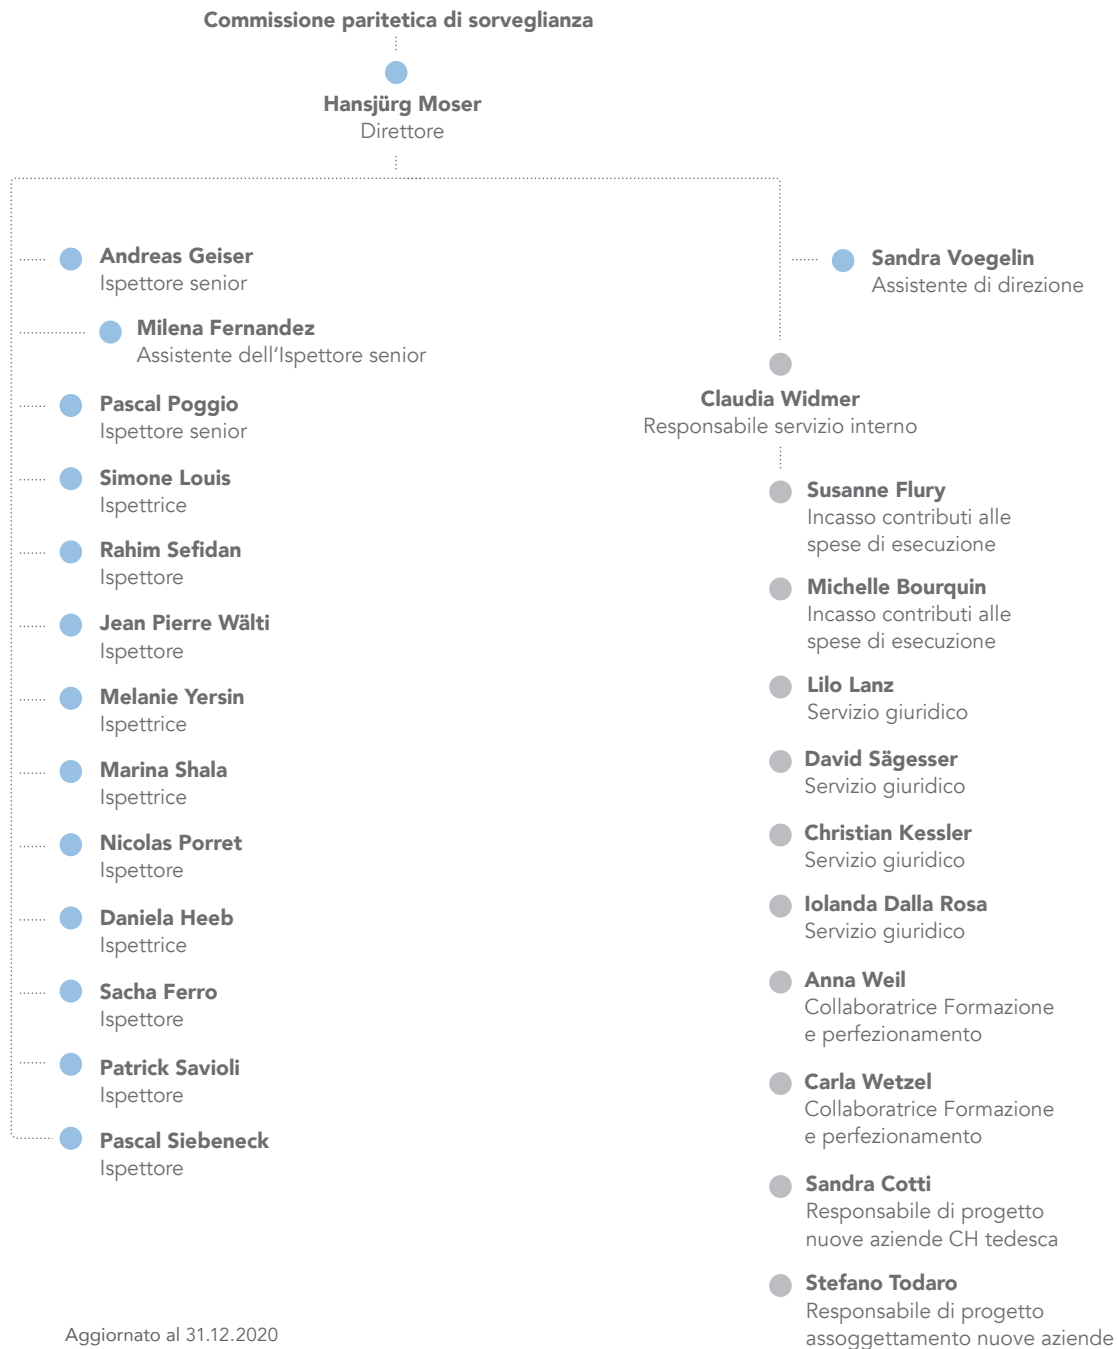 Commissione paritetica di sorveglianza
Hansjürg Moser
Direttore
Andreas Geiser
Ispettore senior
Milena Fernandez
Assistente dell'Ispettore senior
Pascal Poggio
Ispettore senior
Simone Louis
Ispettrice
Rahim Sefidan
Ispettore
Jean Pierre Wälti
Ispettore
Melanie Yersin
Ispettrice
Marina Shala
Ispettrice
Nicolas Porret
Ispettore
Daniela Heeb
Ispettrice
Sacha Ferro
Ispettore
Patrick Savioli
Ispettore
Pascal Siebeneck
Ispettore
Sandra Voegelin
Assistente di direzione
Claudia Widmer
Responsabile servizio interno
Susanne Flury
Incasso contributi alle
spese di esecuzione
Michelle Bourquin
Incasso contributi alle
spese di esecuzione
Lilo Lanz
Servizio giuridico
David Sägesser
Servizio giuridico
Christian Kessler
Servizio giuridico
Iolanda Dalla Rosa
Servizio giuridico
Anna Weil
Collaboratrice Formazione
e perfezionamento
Carla Wetzel
Collaboratrice Formazione
e perfezionamento
Sandra Cotti
Responsabile di progetto
nuove aziende CH tedesca
Stefano Todaro
Responsabile di progetto
assoggettamento nuove aziende
Aggiornato al 31.12.2020